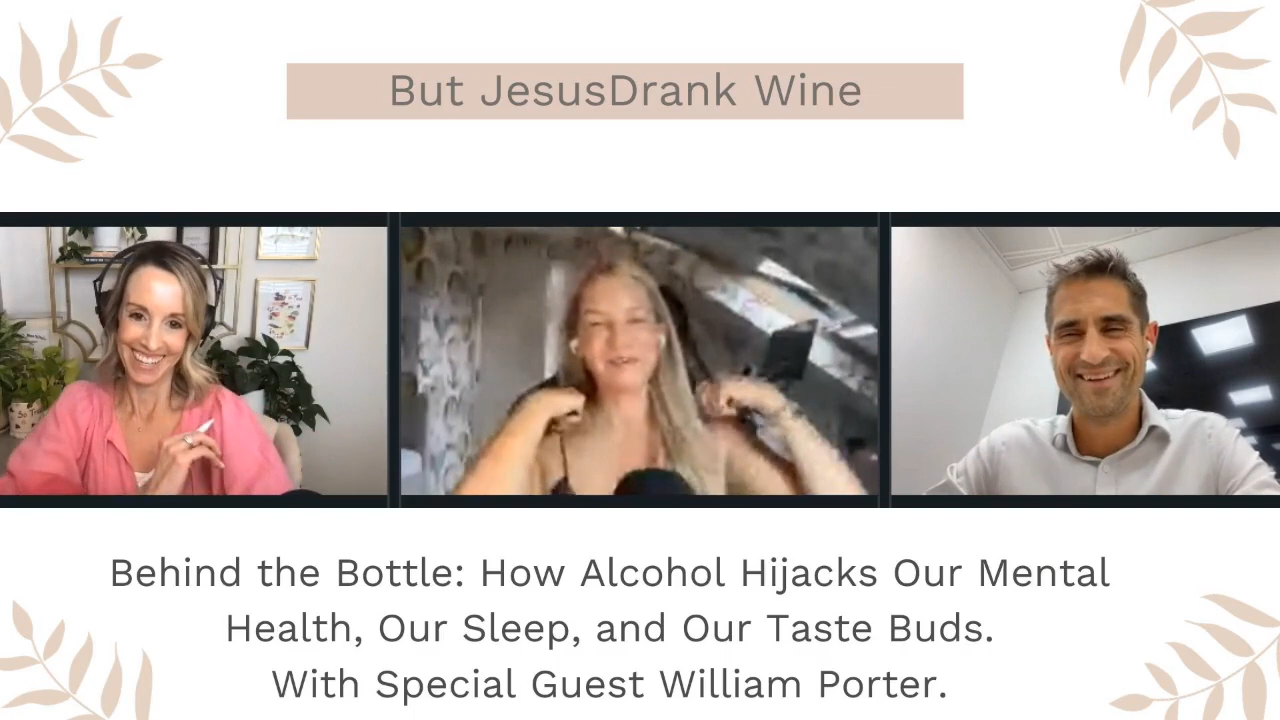 But JesusDrank Wine
Behind the Bottle: How Alcohol Hijacks Our Mental
Health, Our Sleep, and Our Taste Buds.
With Special Guest William Porter.